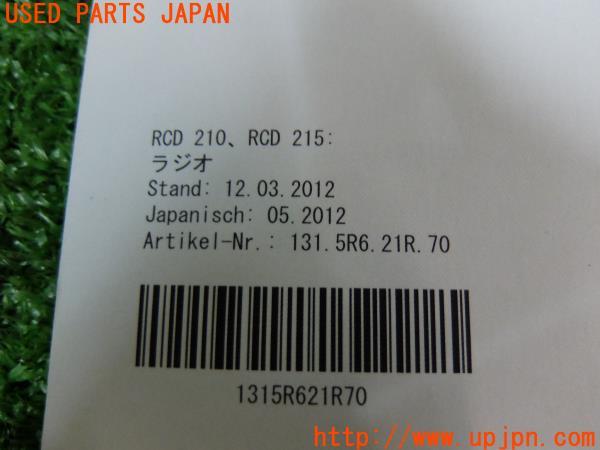 USED PARTS JAPAN
RCD 210、RCD 215:
ラジオ
Stand: 12.03.2012
Japanisch: 05.2012
Artikel-Nr.: 131.5R6.21R.70
1315R621R70
http://www.upjpn.com/